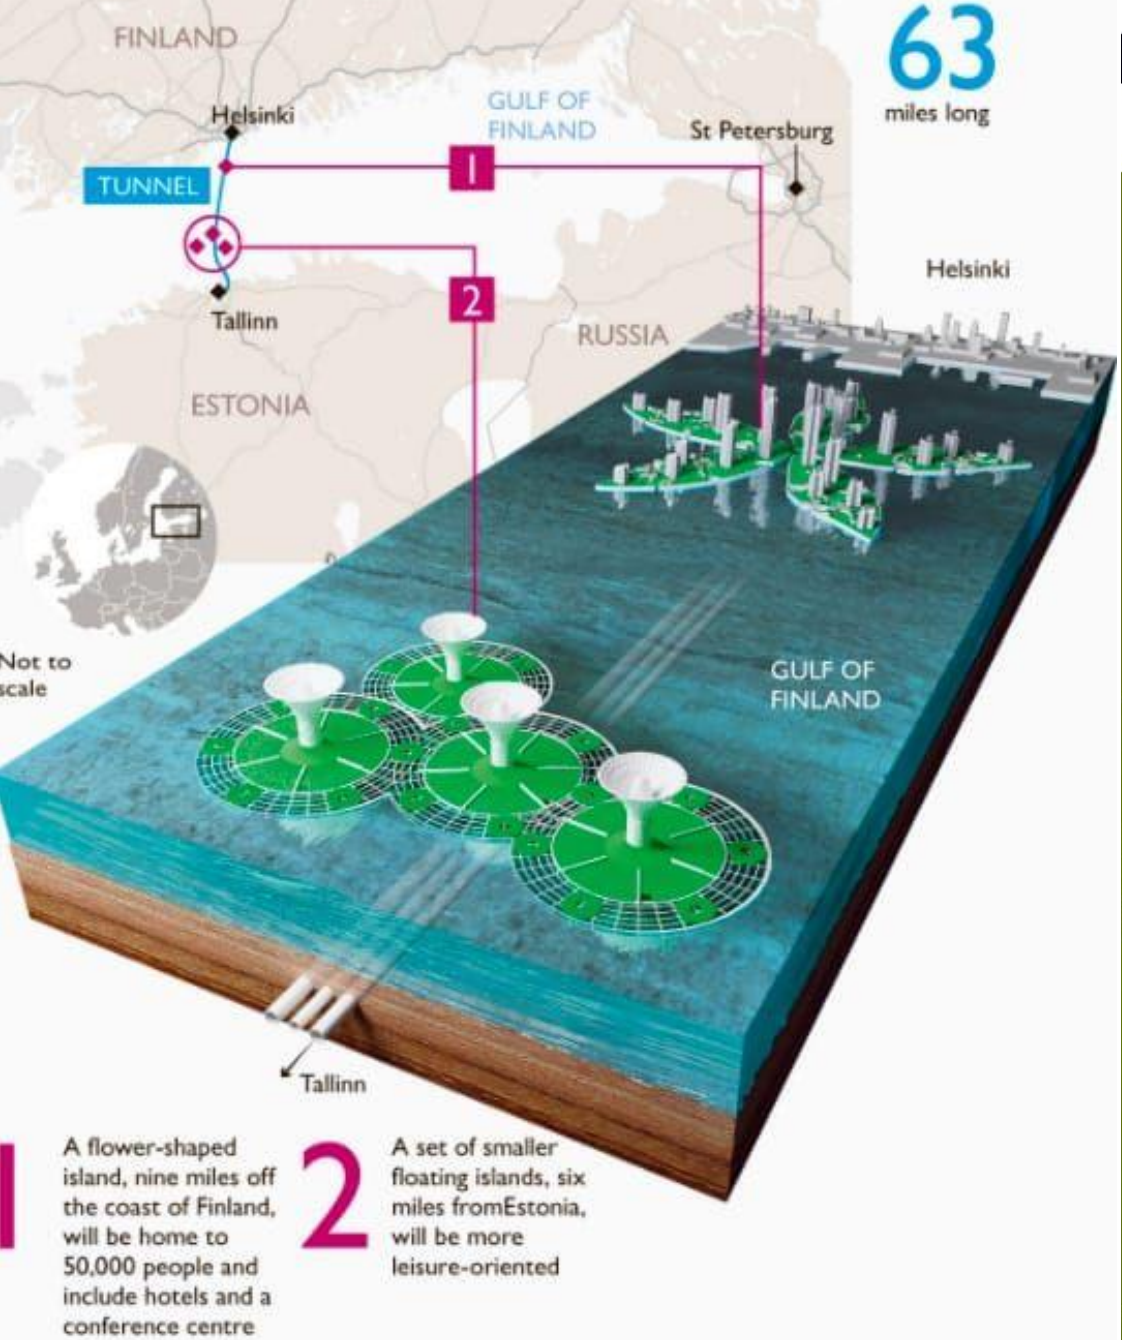 63
miles long
FINLAND
Helsinki
GULF OF
FINLAND
St Petersburg
1
TUNNEL
2
Tallinn
RUSSIA
ESTONIA
Helsinki
Not to
scale
GULF OF
FINLAND
Tallinn
1
A flower-shaped
island, nine miles off
the coast of Finland,
will be home to
50,000 people and
include hotels and a
conference centre
2
A set of smaller
floating islands, six
miles fromEstonia,
will be more
leisure-oriented